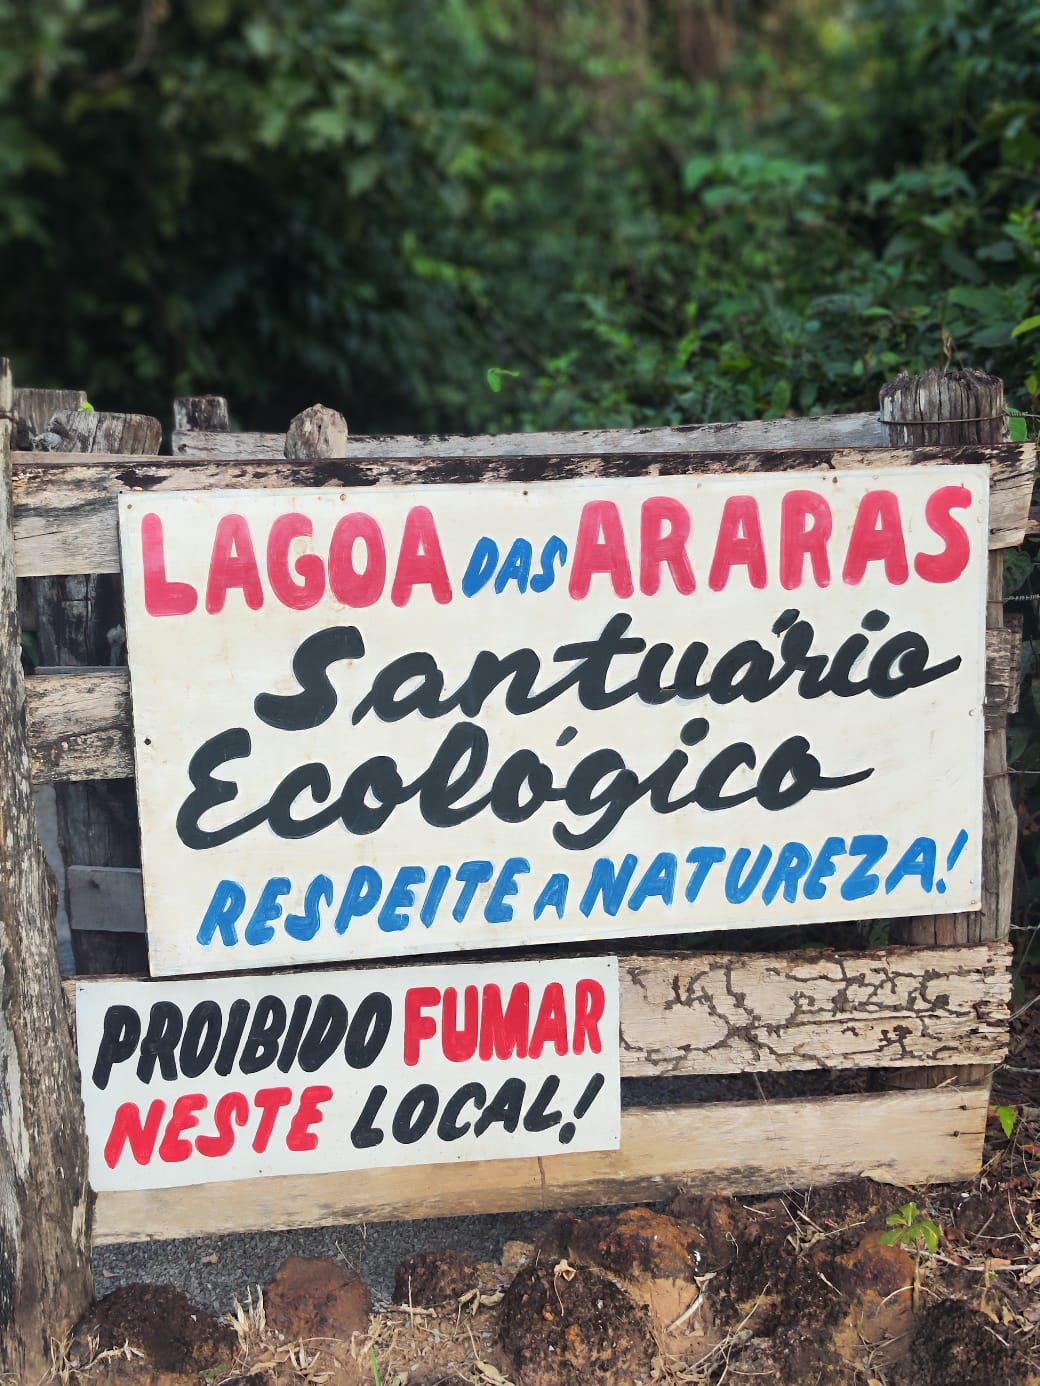 LAGOA DAS ARARAS
Santuário
Ecológico
RESPEITE A NATUREZA!
PROIBIDO FUMAR
NESTE LOCAL!